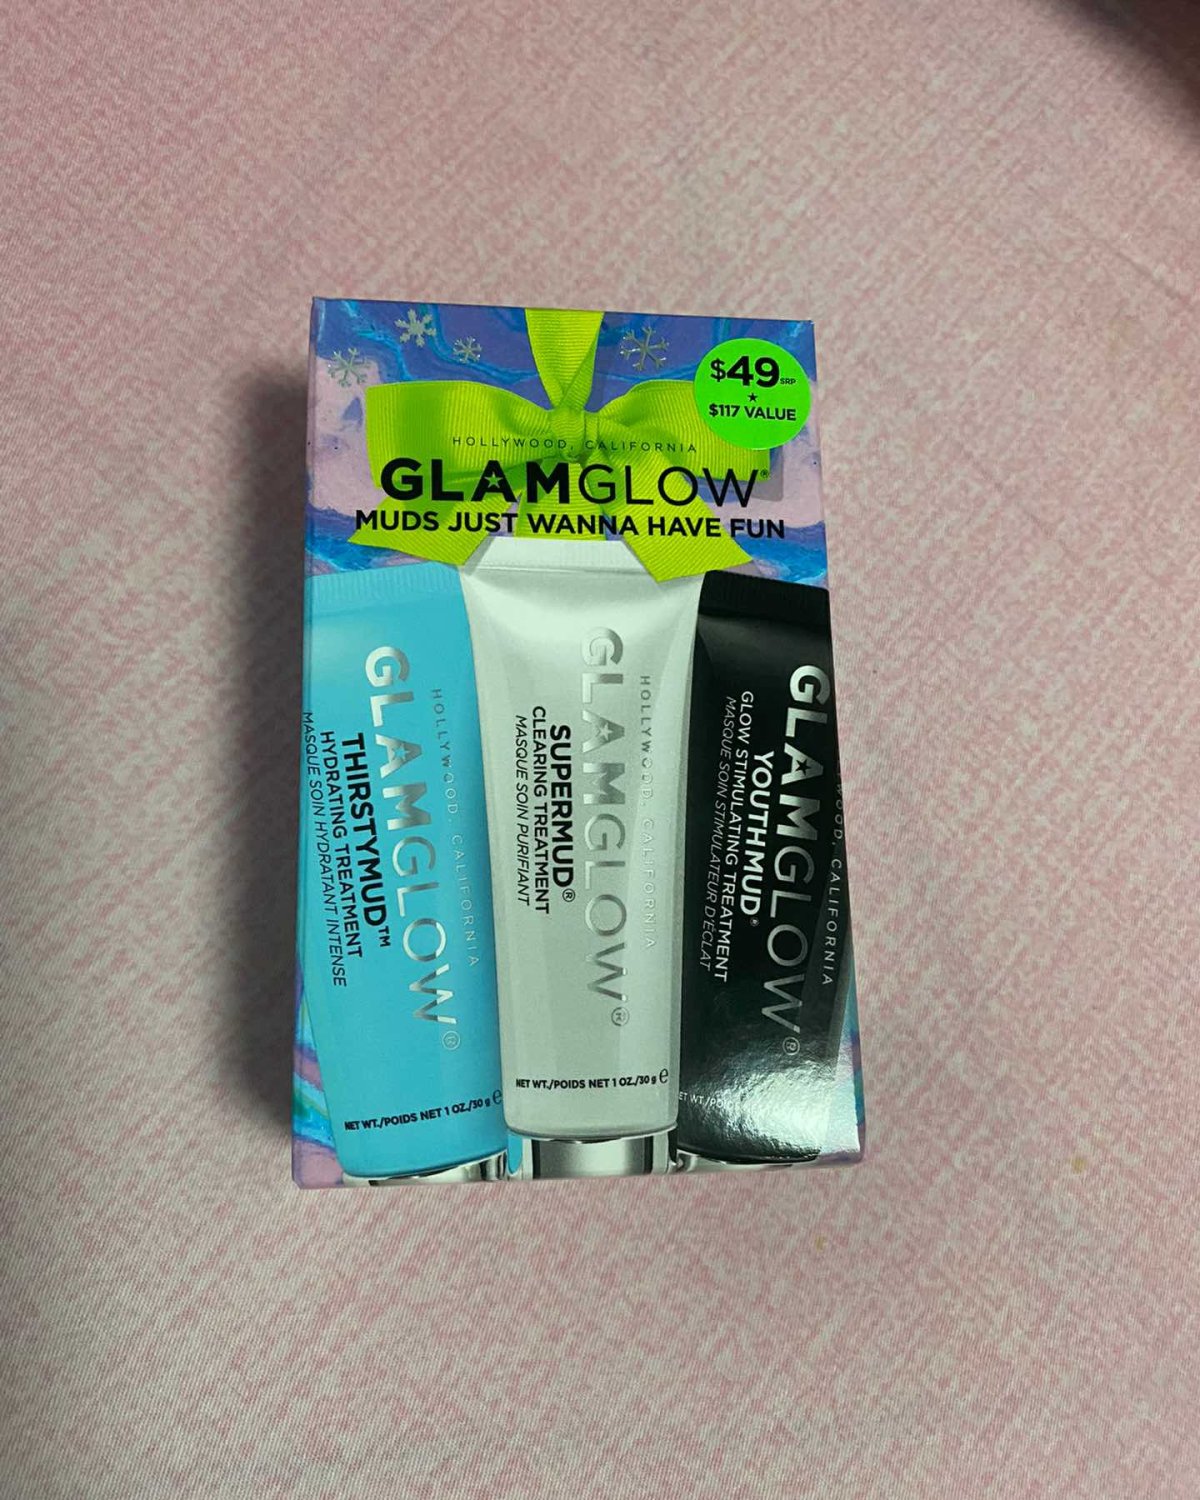 $49 SRP
$117 VALUE
HOLLYWOOD, CALIFORNIA
GLAMGLOW®
MUDS JUST WANNA HAVE FUN
HOLLYWOOD, CALIFORNIA
GLAMGLOW®
THIRSTYMUD™
HYDRATING TREATMENT
MASQUE SOIN HYDRATANT INTENSE
NET WT./POIDS NET 1 OZ./30 g e
HOLLYWOOD, CALIFORNIA
GLAMGLOW®
SUPERMUD®
CLEARING TREATMENT
MASQUE SOIN PURIFIANT
NET WT./POIDS NET 1 OZ./30 g e
CALIFORNIA
GLAMGLOW®
YOUTHMUD®
GLOW STIMULATING TREATMENT
MASQUE SOIN STIMULATEUR D'ÉCLAT